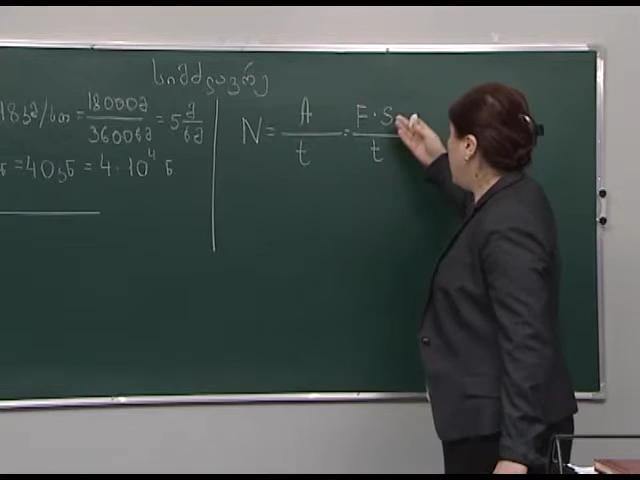 სიმძლავრე
18კმ/სთ = 18000მ/3600წმ = 5 მ/წმ
= 40კნ = 4 · 10⁴ ნ
N = A/t = F · S/t